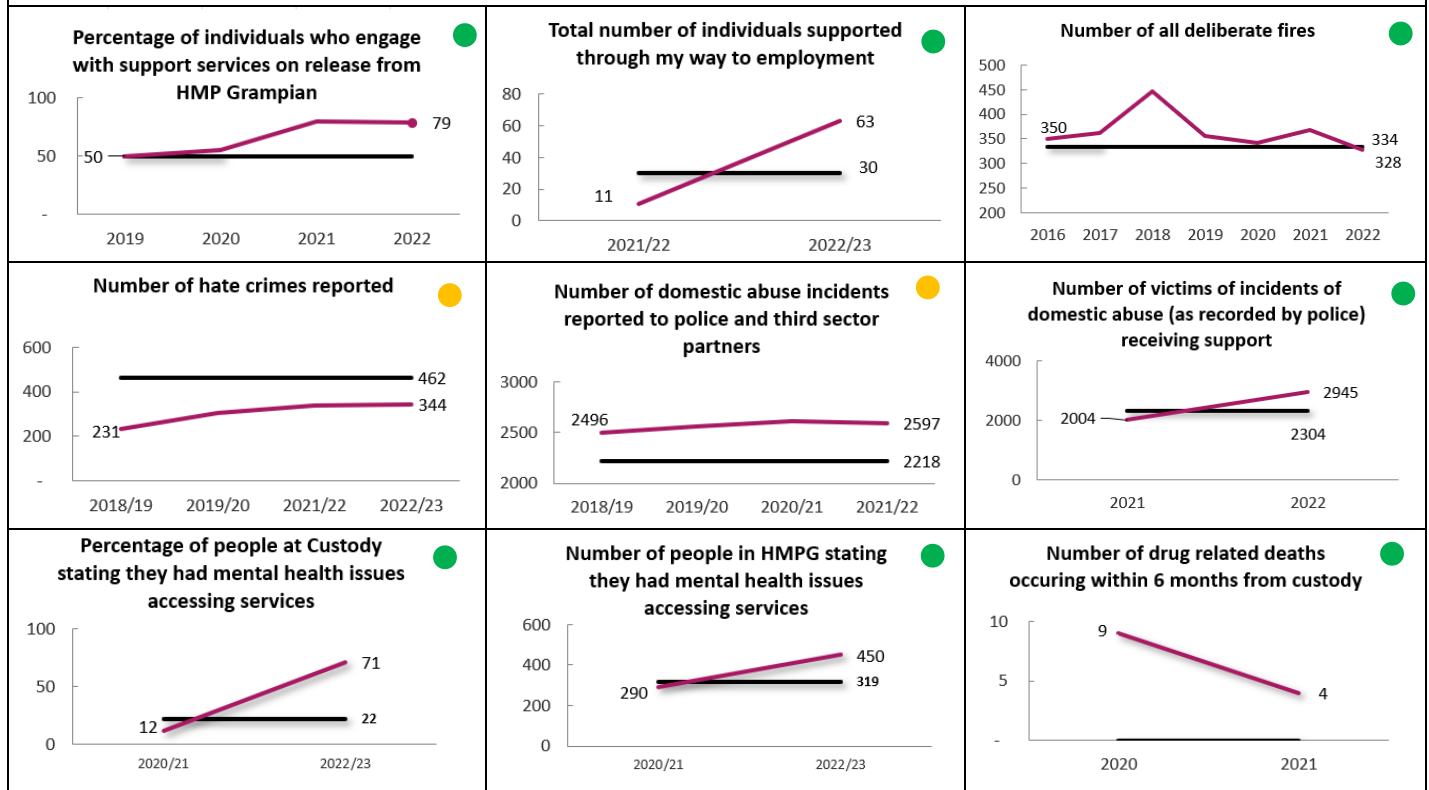 Percentage of individuals who engage
with support services on release from
HMP Grampian
100
50
-
50
79
2019 2020 2021 2022
Total number of individuals supported
through my way to employment
80
60
40
20
0
11
63
30
2021/22 2022/23
Number of all deliberate fires
500
450
400
350
300
250
200
350
334
328
2016 2017 2018 2019 2020 2021 2022
Number of hate crimes reported
600
400
200
-
231
462
344
2018/19 2019/20 2021/22 2022/23
Number of domestic abuse incidents
reported to police and third sector
partners
3000
2500
2000
2496
2597
2218
2018/19 2019/20 2020/21 2021/22
Number of victims of incidents of
domestic abuse (as recorded by police)
receiving support
4000
2000
0
2004
2945
2304
2021 2022
Percentage of people at Custody
stating they had mental health issues
accessing services
100
50
0
12
71
22
2020/21 2022/23
Number of people in HMPG stating
they had mental health issues
accessing services
600
400
200
0
290
450
319
2020/21 2022/23
Number of drug related deaths
occuring within 6 months from custody
10
5
-
9
4
2020 2021